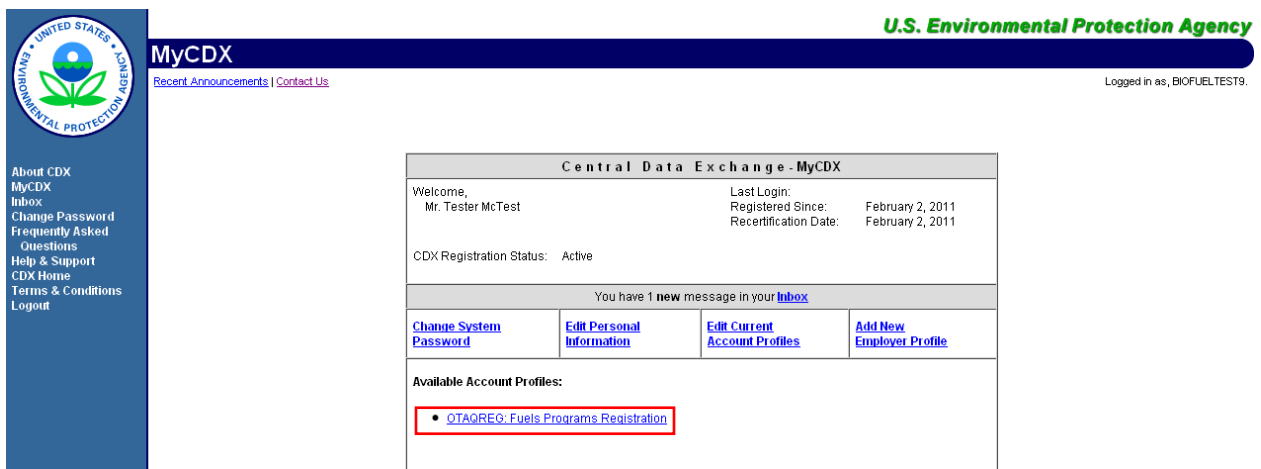 UNITED STATES
ENVIRONMENTAL PROTECTION AGENCY
U.S. Environmental Protection Agency
MyCDX
Recent Announcements | Contact Us
Logged in as, BIOFUELTEST9.
About CDX
MyCDX
Inbox
Change Password
Frequently Asked
Questions
Help & Support
CDX Home
Terms & Conditions
Logout
Central Data Exchange - MyCDX
Welcome,
Mr. Tester McTest
Last Login:
Registered Since: February 2, 2011
Recertification Date: February 2, 2011
CDX Registration Status: Active
You have 1 new message in your Inbox
Change System
Password
Edit Personal
Information
Edit Current
Account Profiles
Add New
Employer Profile
Available Account Profiles:
OTAQREG: Fuels Programs Registration